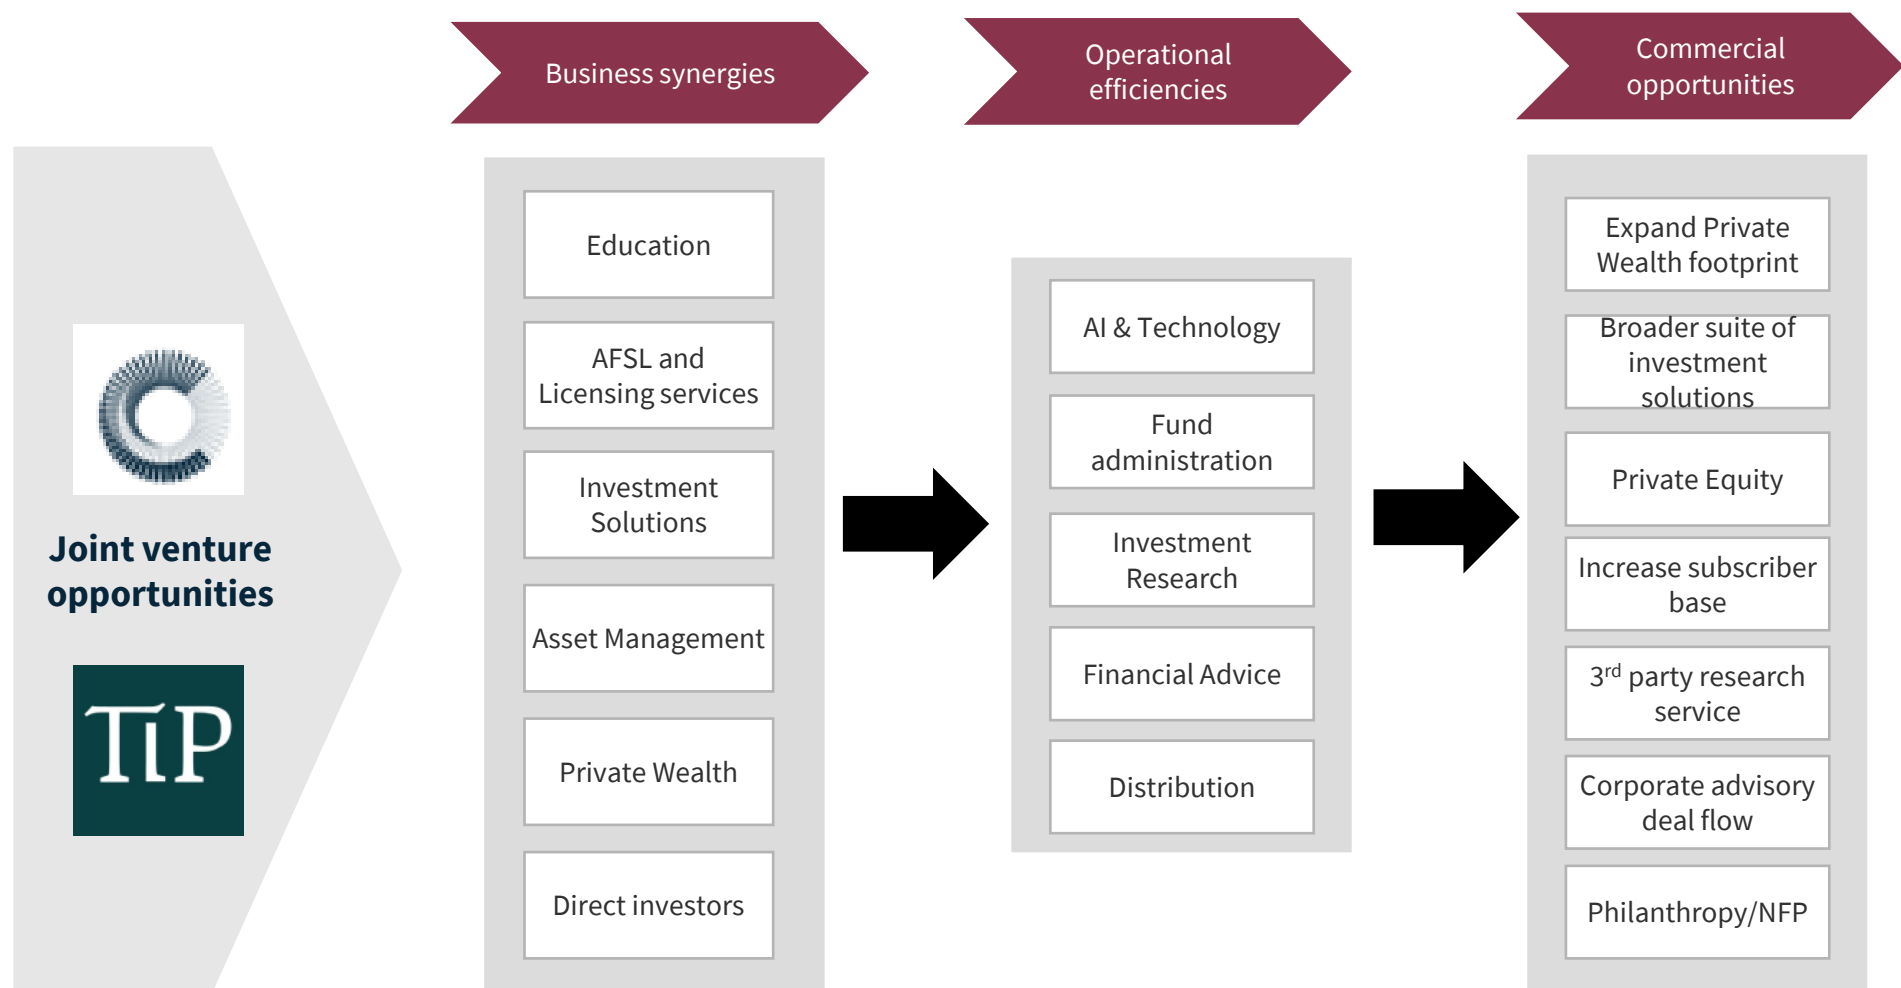 Business synergies
Operational
efficiencies
Commercial
opportunities
Joint venture
opportunities
TiP
Education
AFSL and
Licensing services
Investment
Solutions
Asset Management
Private Wealth
Direct investors
AI & Technology
Fund
administration
Investment
Research
Financial Advice
Distribution
Expand Private
Wealth footprint
Broader suite of
investment
solutions
Private Equity
Increase subscriber
base
3rd party research
service
Corporate advisory
deal flow
Philanthropy/NFP